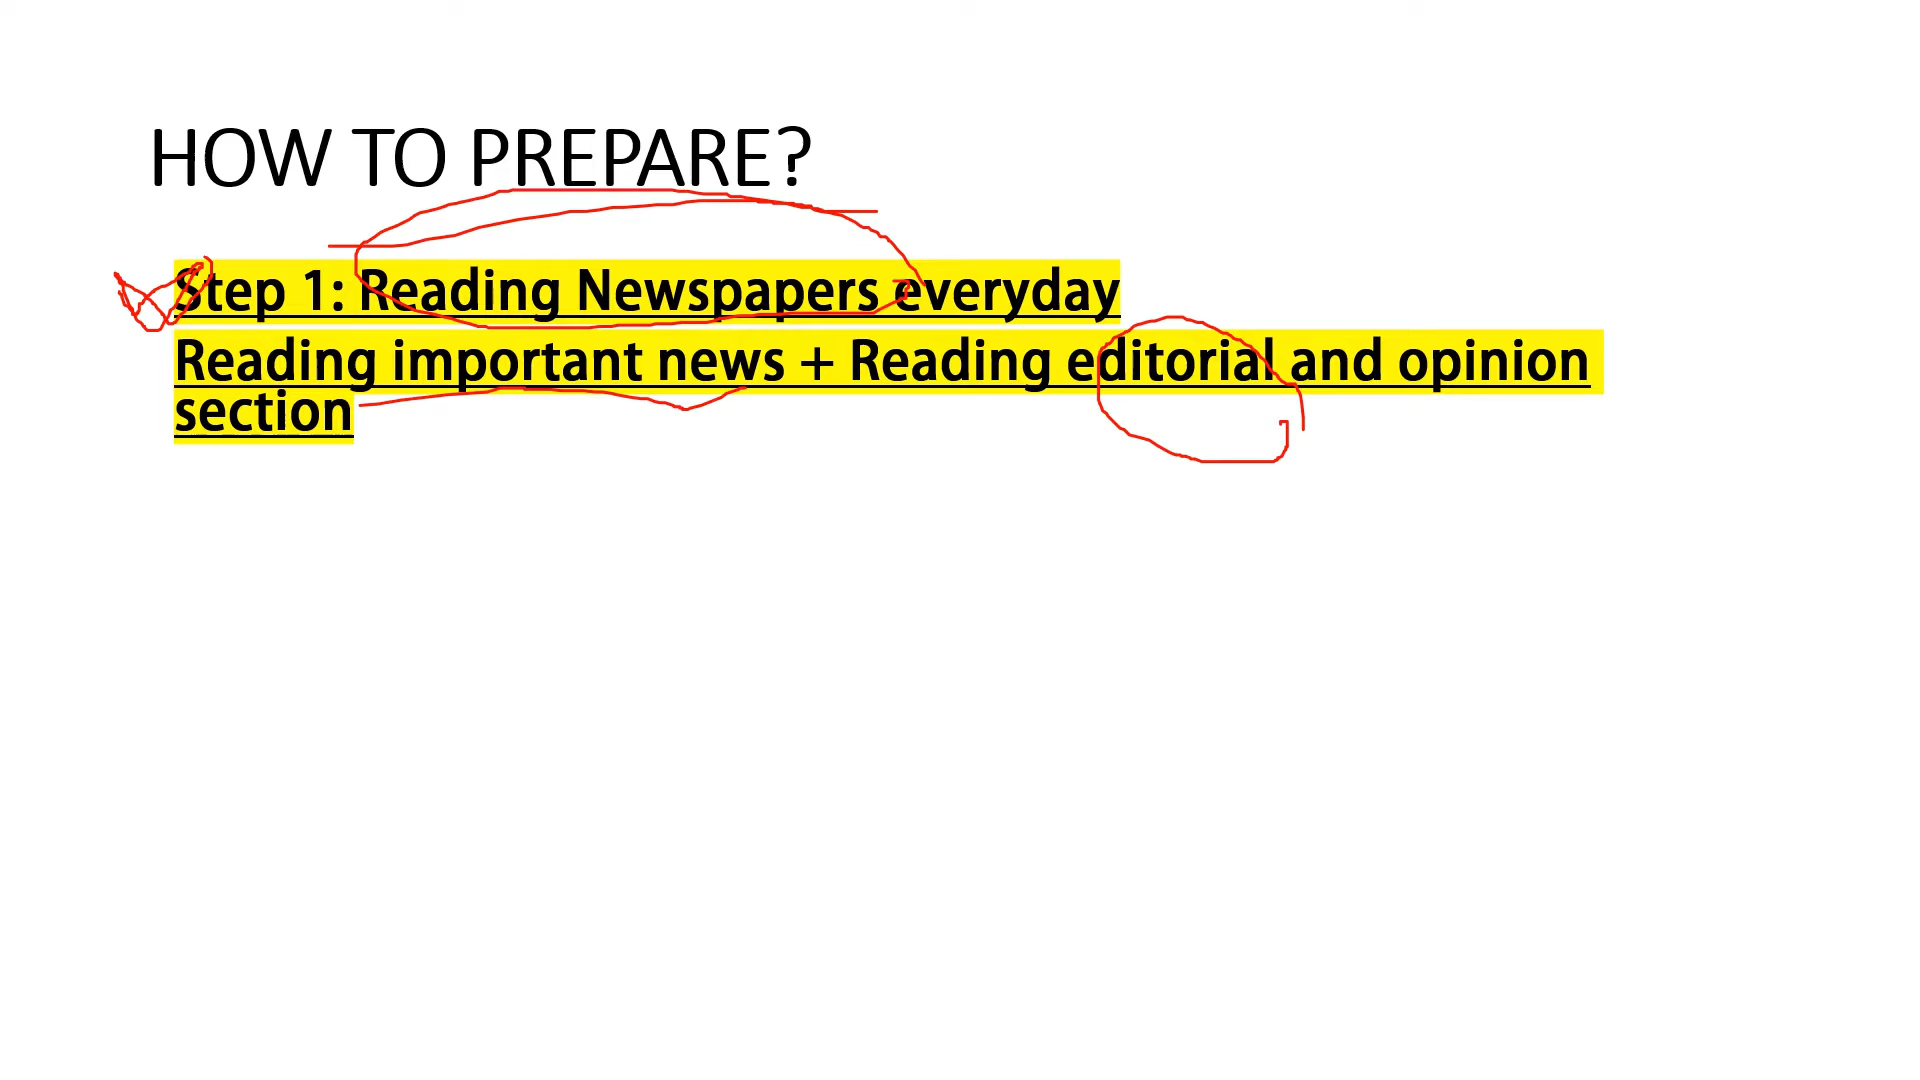 HOW TO PREPARE?
Step 1: Reading Newspapers everyday
Reading important news + Reading editorial and opinion
section